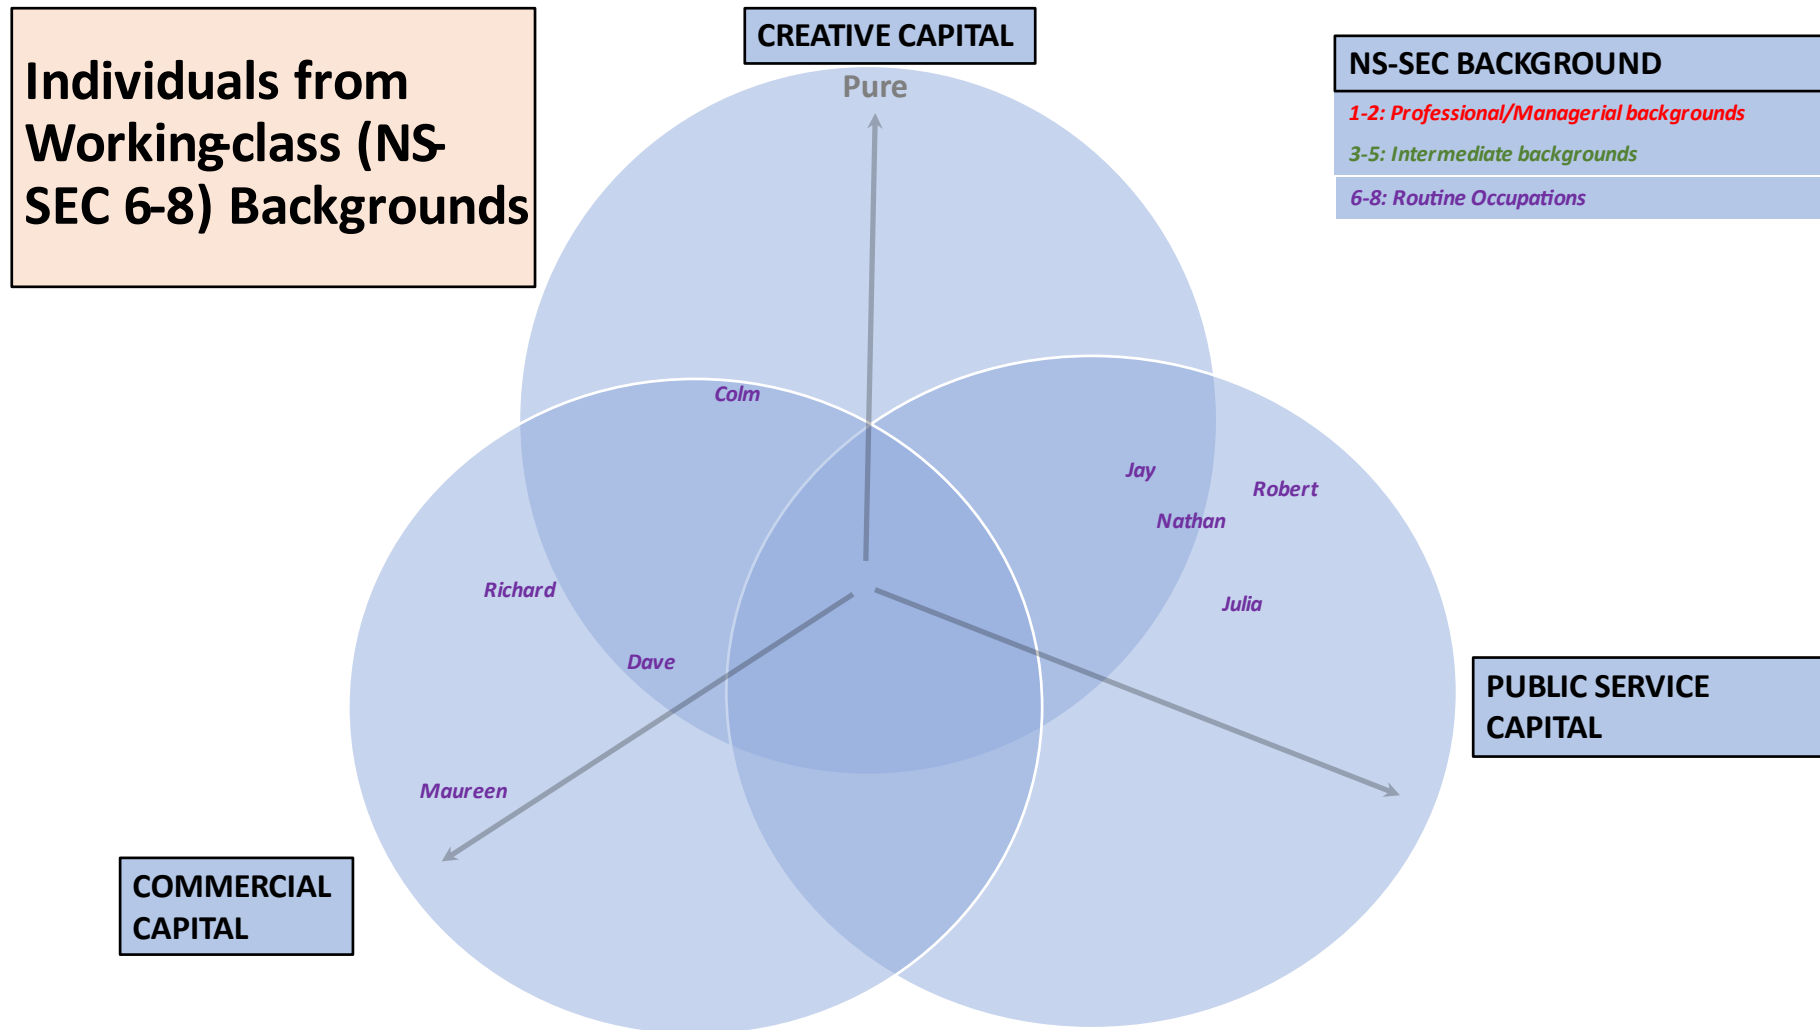 Individuals from
Working-class (NS-
SEC 6-8) Backgrounds
CREATIVE CAPITAL
Pure
NS-SEC BACKGROUND
1-2: Professional/Managerial backgrounds
3-5: Intermediate backgrounds
6-8: Routine Occupations
Colm
Jay
Robert
Nathan
Richard
Julia
Dave
PUBLIC SERVICE
CAPITAL
Maureen
COMMERCIAL
CAPITAL